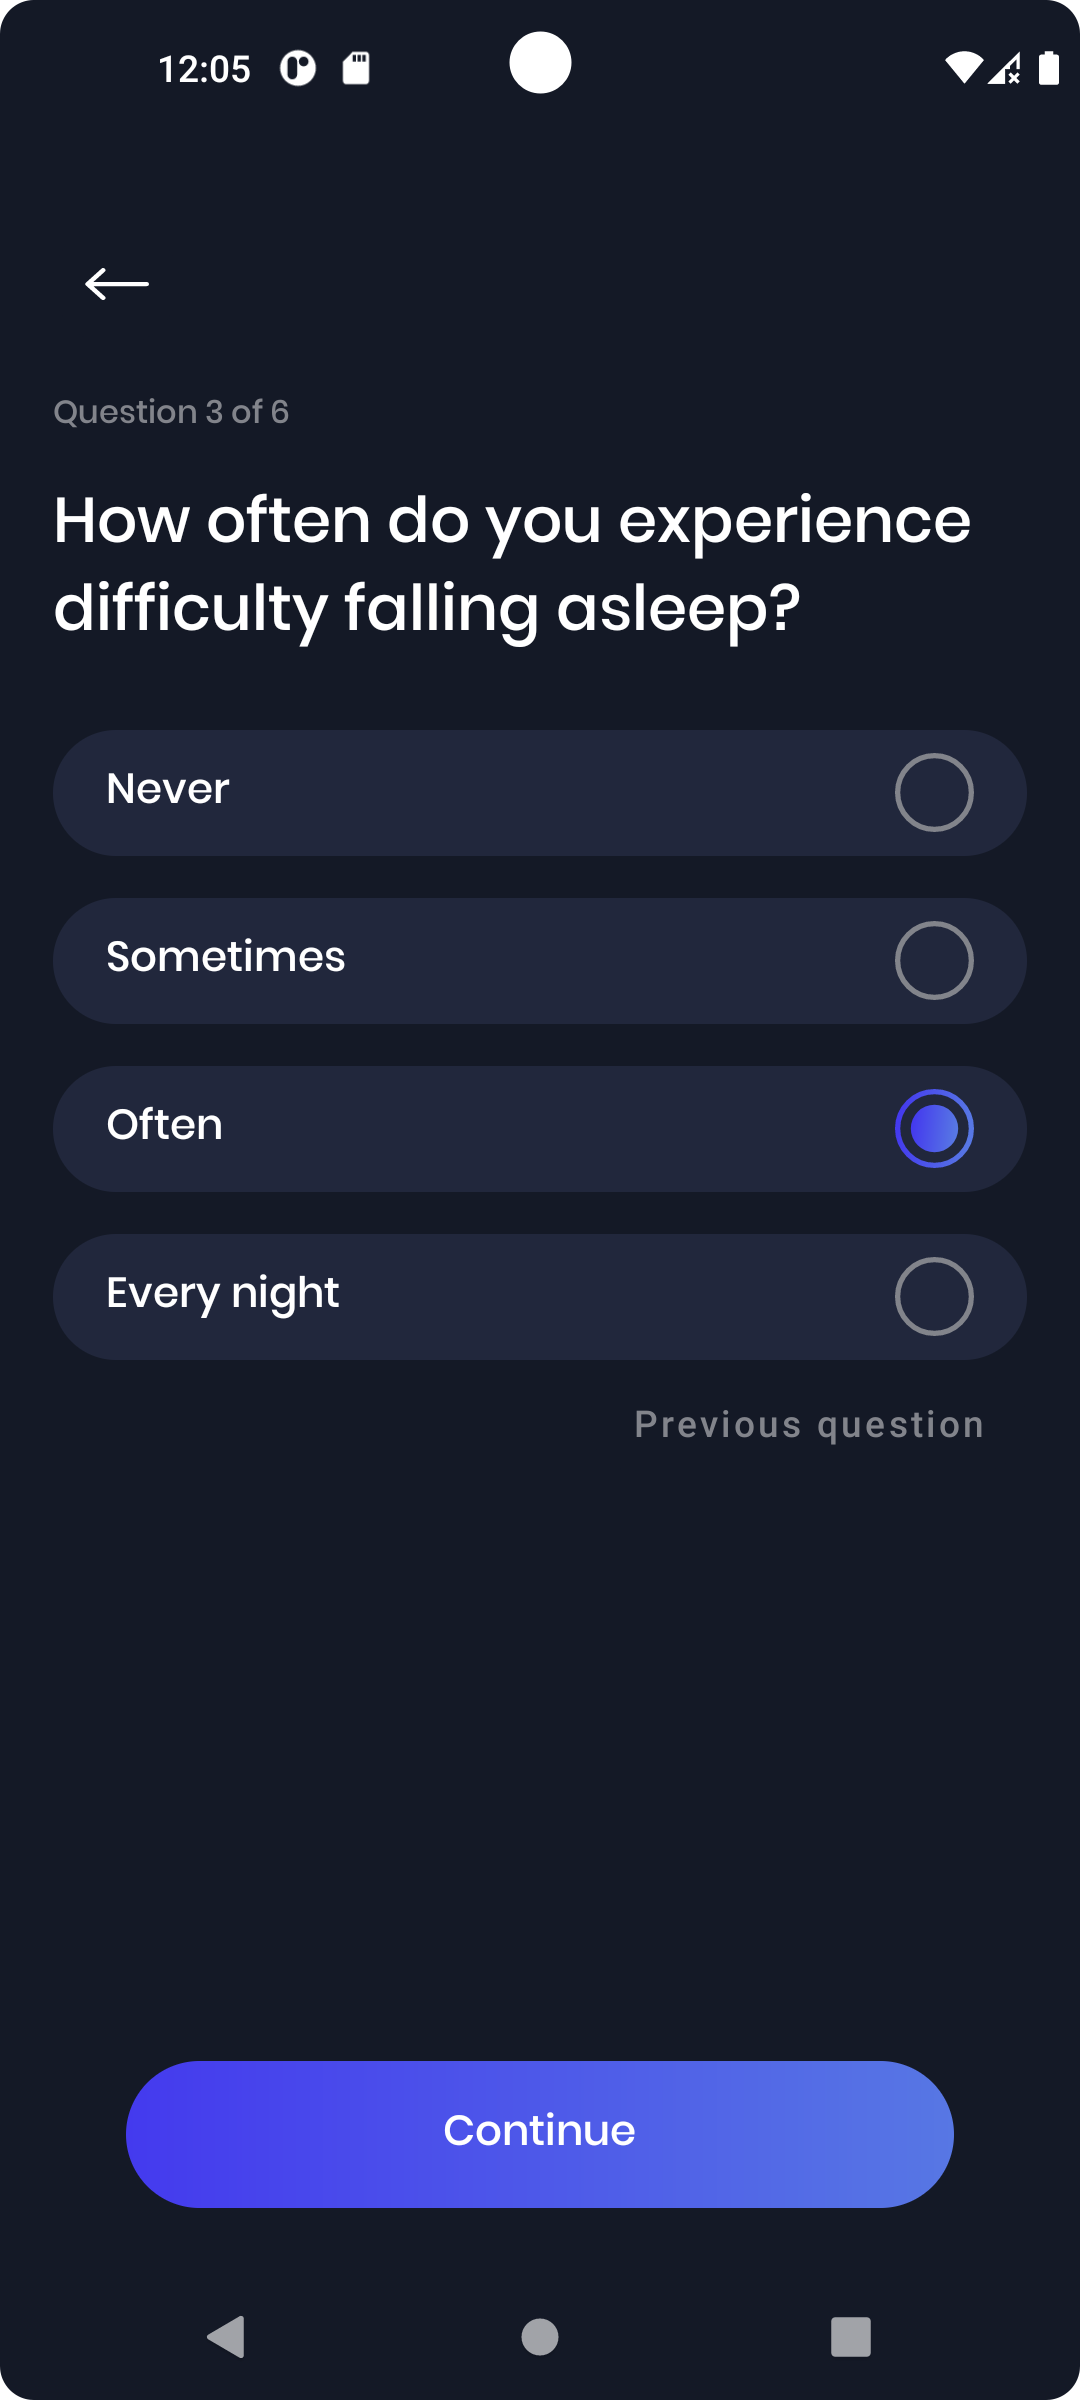 12:05
Question 3 of 6
How often do you experience
difficulty falling asleep?
Never
Sometimes
Often
Every night
Previous question
Continue